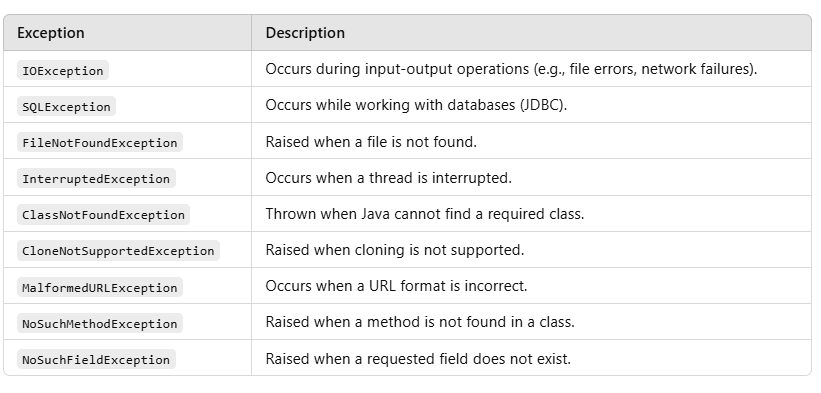 Exception Description
IOException Occurs during input-output operations (e.g., file errors, network failures).
SQLException Occurs while working with databases (JDBC).
FileNotFoundException Raised when a file is not found.
InterruptedException Occurs when a thread is interrupted.
ClassNotFoundException Thrown when Java cannot find a required class.
CloneNotSupportedException Raised when cloning is not supported.
MalformedURLException Occurs when a URL format is incorrect.
NoSuchMethodException Raised when a method is not found in a class.
NoSuchFieldException Raised when a requested field does not exist.